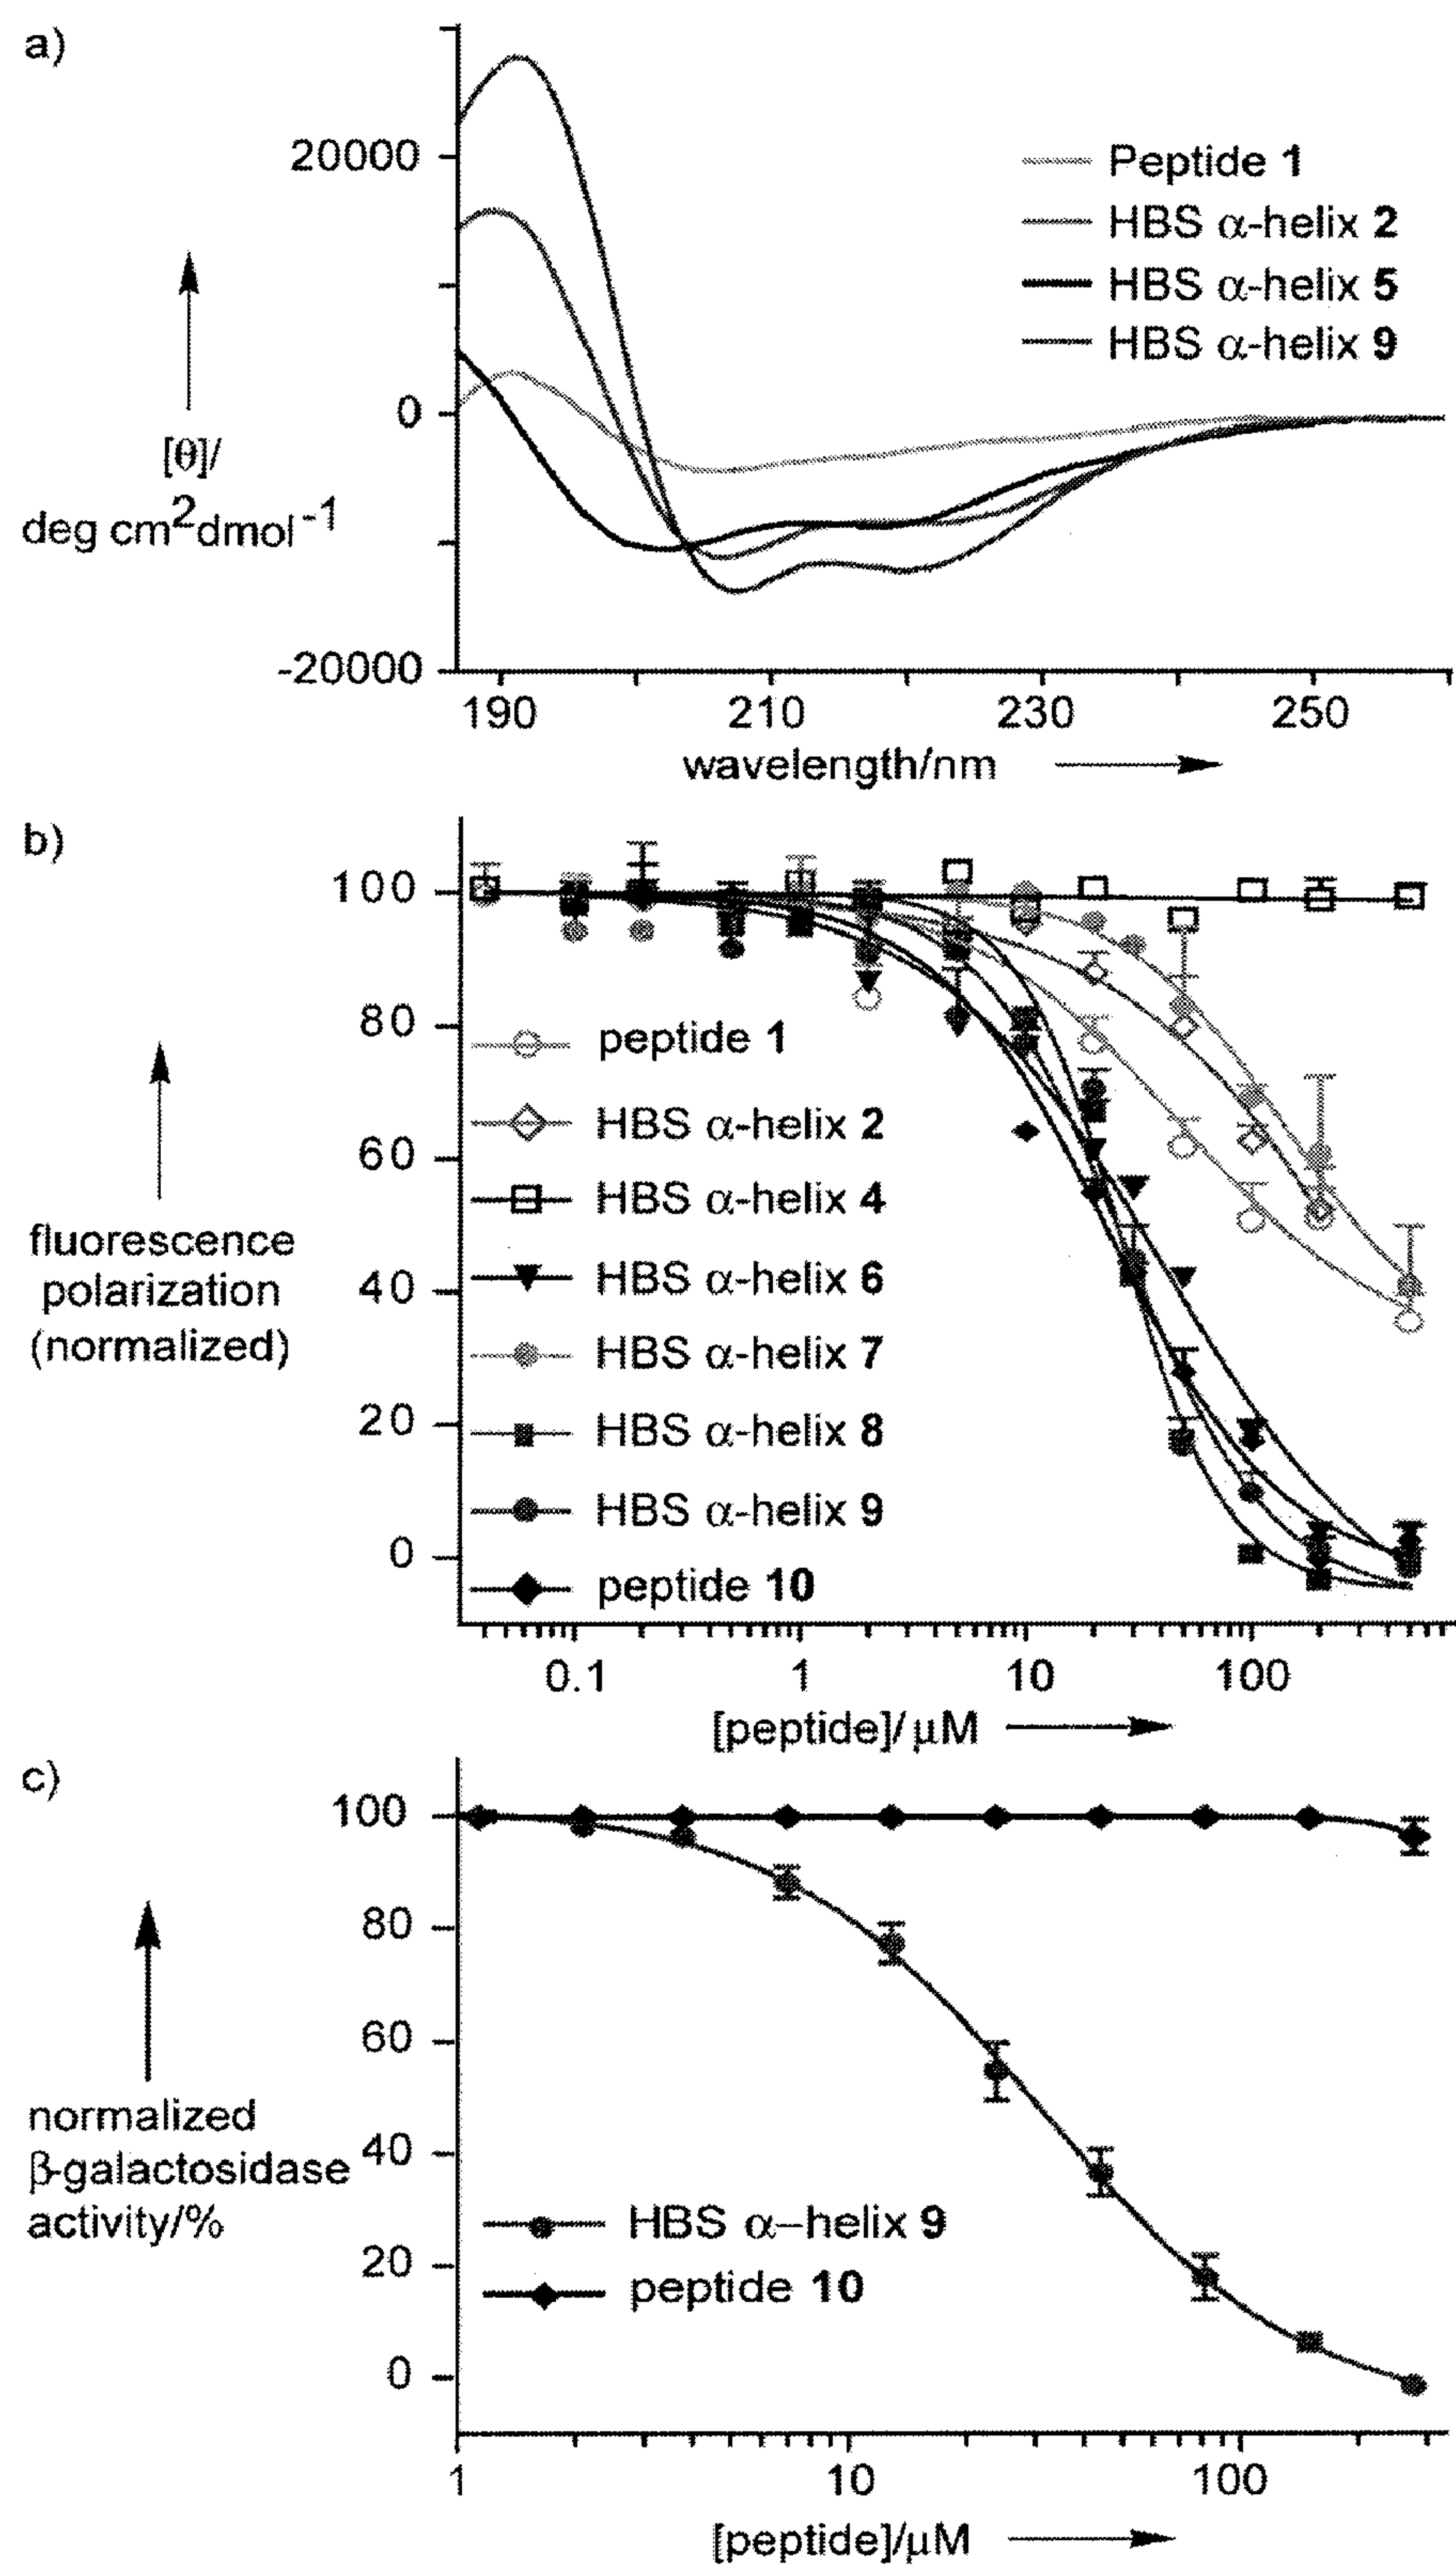 a)
20000
0
-20000
[θ]/
deg cm2dmol-1
Peptide 1
HBS α-helix 2
HBS α-helix 5
HBS α-helix 9
190 210 230 250
wavelength/nm
b)
100
80
60
40
20
0
fluorescence
polarization
(normalized)
peptide 1
HBS α-helix 2
HBS α-helix 4
HBS α-helix 6
HBS α-helix 7
HBS α-helix 8
HBS α-helix 9
peptide 10
0.1 1 10 100
[peptide]/μM
c)
100
80
60
40
20
0
normalized
β-galactosidase
activity/%
HBS α–helix 9
peptide 10
1 10 100
[peptide]/μM